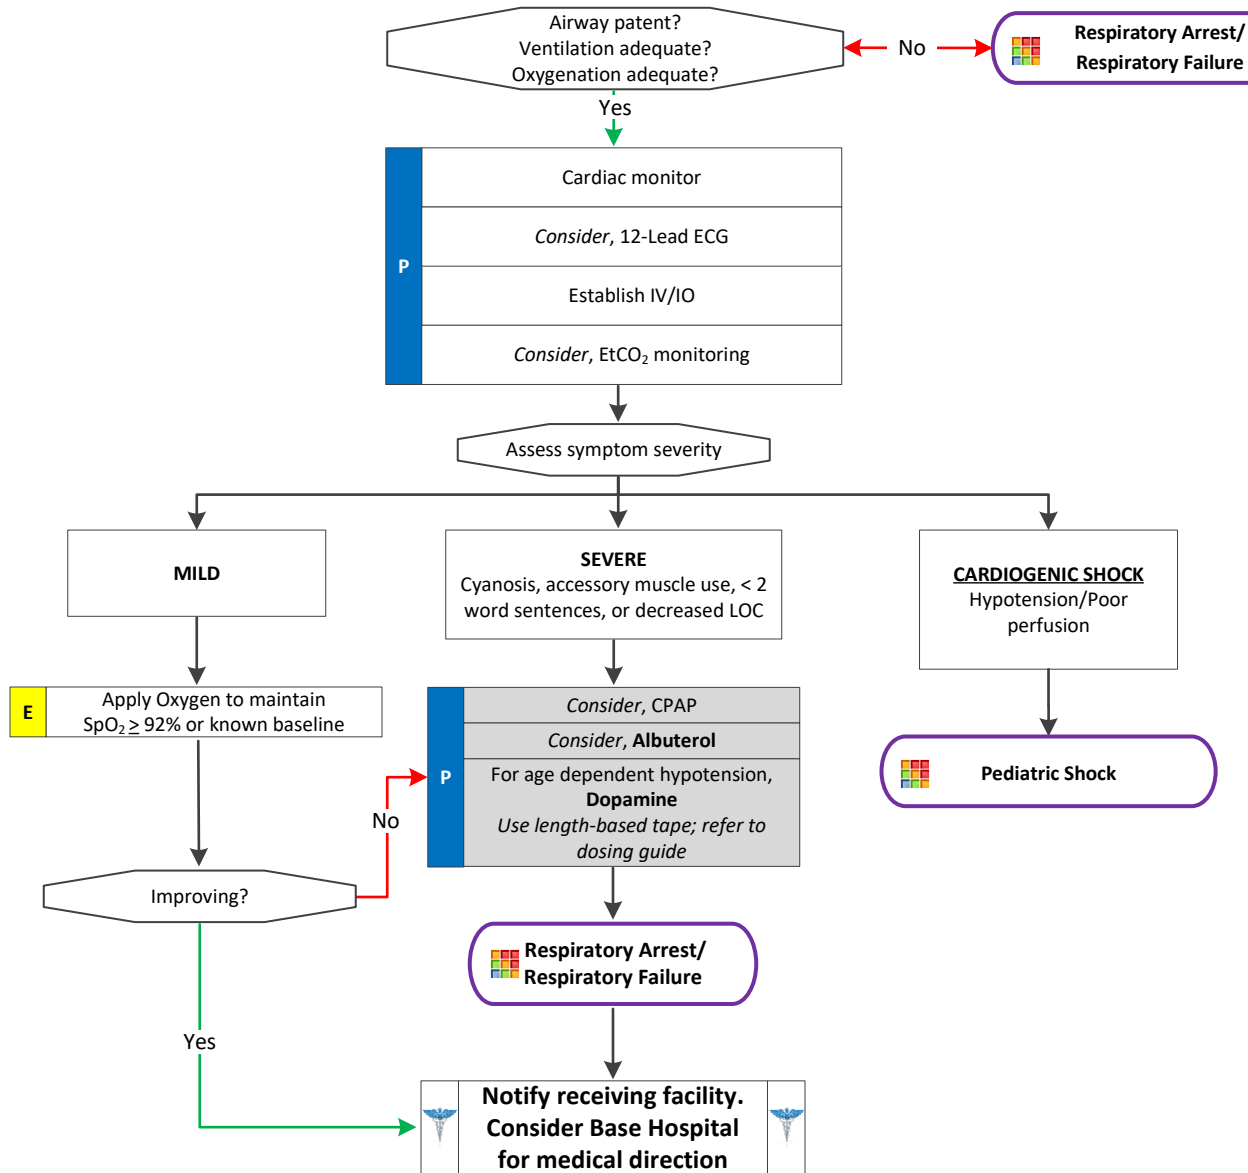 Airway patent?
Ventilation adequate?
Oxygenation adequate?
No
Respiratory Arrest/
Respiratory Failure
Yes
P
Cardiac monitor
Consider, 12-Lead ECG
Establish IV/IO
Consider, EtCO₂ monitoring
Assess symptom severity
MILD
SEVERE
Cyanosis, accessory muscle use, < 2
word sentences, or decreased LOC
CARDIOGENIC SHOCK
Hypotension/Poor
perfusion
E
Apply Oxygen to maintain
SpO₂ ≥ 92% or known baseline
P
Consider, CPAP
Consider, Albuterol
For age dependent hypotension,
Dopamine
Use length-based tape; refer to
dosing guide
Pediatric Shock
No
Improving?
Respiratory Arrest/
Respiratory Failure
Yes
Notify receiving facility.
Consider Base Hospital
for medical direction